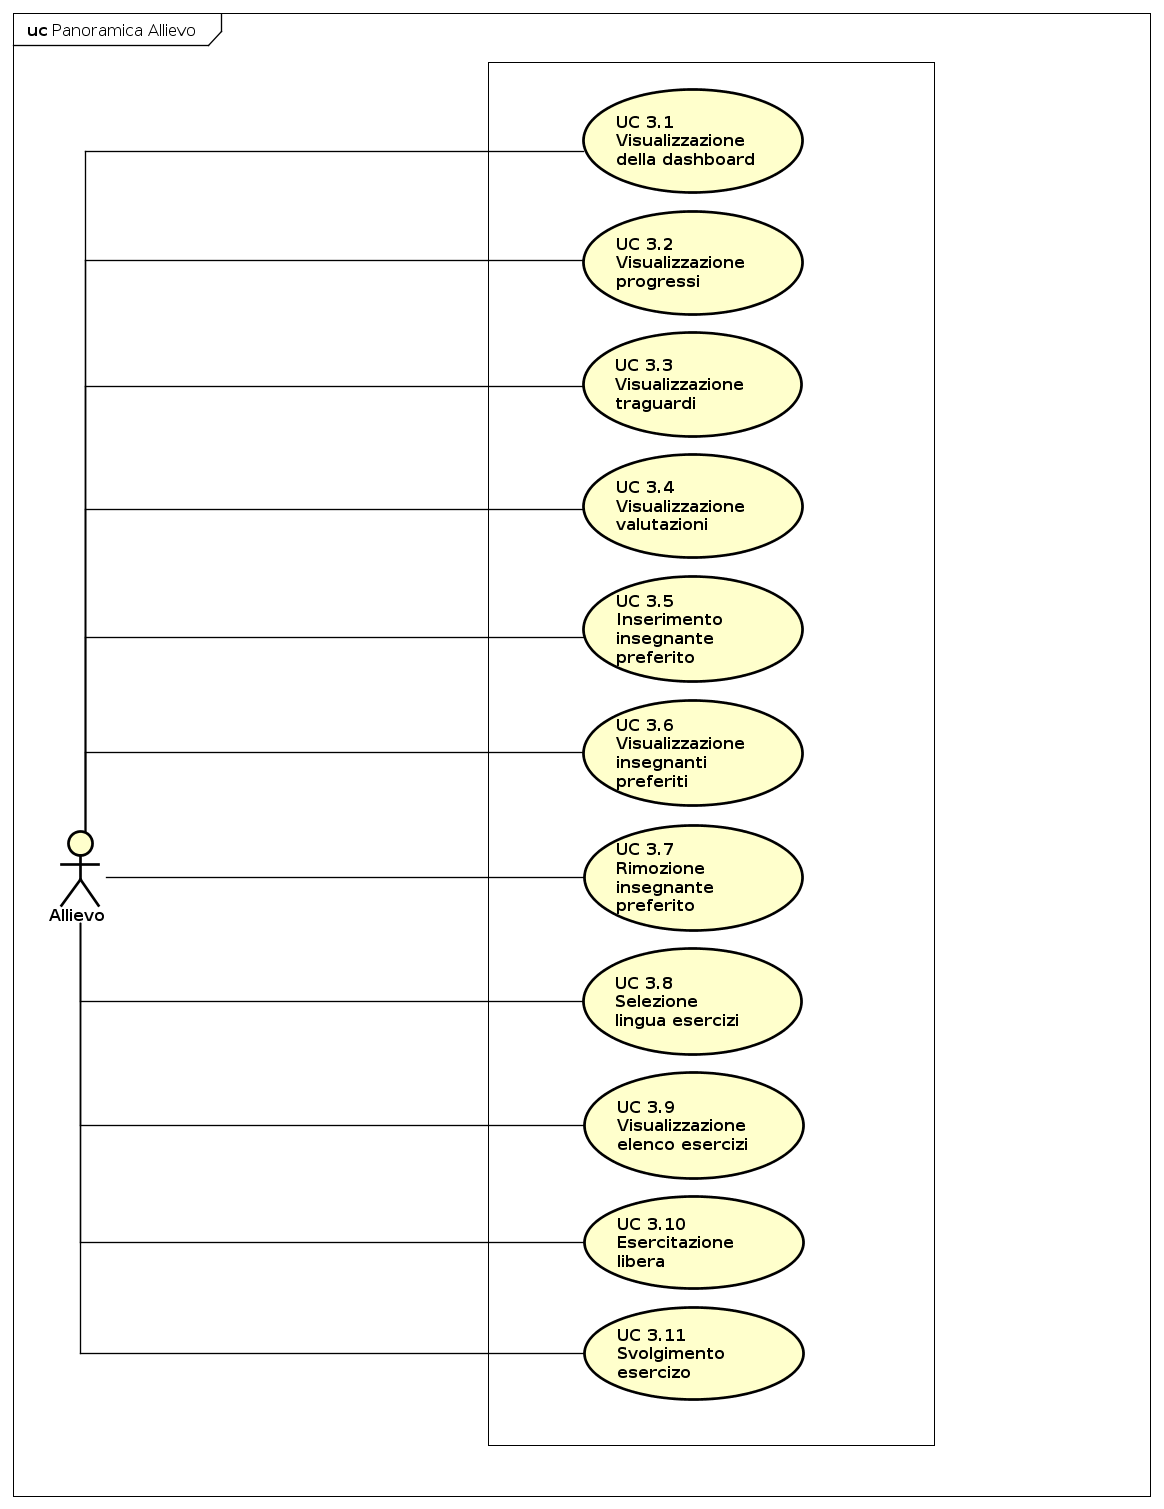 uc Panoramica Allievo
UC 3.1
Visualizzazione
della dashboard
UC 3.2
Visualizzazione
progressi
UC 3.3
Visualizzazione
traguardi
UC 3.4
Visualizzazione
valutazioni
UC 3.5
Inserimento
insegnante
preferito
UC 3.6
Visualizzazione
insegnanti
preferiti
UC 3.7
Rimozione
insegnante
preferito
Allievo
UC 3.8
Selezione
lingua esercizi
UC 3.9
Visualizzazione
elenco esercizi
UC 3.10
Esercitazione
libera
UC 3.11
Svolgimento
esercizo